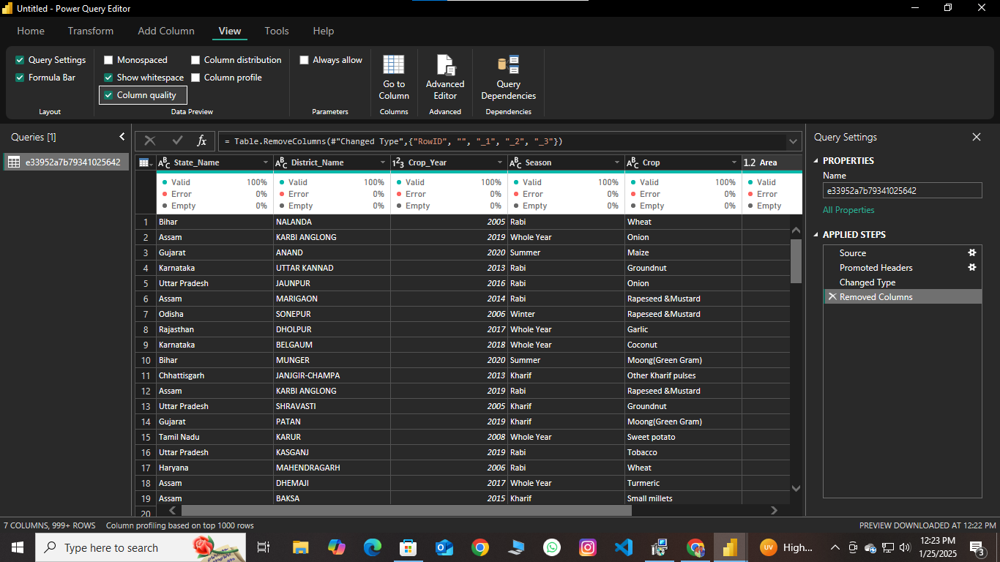 Untitled - Power Query Editor
Home Transform Add Column View Tools Help
Query Settings Monospaced Column distribution Always allow
Formula Bar Show whitespace Column profile
Column quality
Go to Column
Advanced Editor
Query Dependencies
Layout Data Preview Parameters Columns Advanced Dependencies
Queries [1]
e33952a7b79341025642
fx = Table.RemoveColumns(#"Changed Type",{"RowID", "", "_1", "_2", "_3"})
ABC State_Name ABC District_Name 123 Crop_Year ABC Season ABC Crop 1.2 Area
Valid 100% Valid 100% Valid 100% Valid 100% Valid 100% Valid
Error 0% Error 0% Error 0% Error 0% Error 0% Error
Empty 0% Empty 0% Empty 0% Empty 0% Empty 0% Empty
1 Bihar NALANDA 2005 Rabi Wheat
2 Assam KARBI ANGLONG 2019 Whole Year Onion
3 Gujarat ANAND 2020 Summer Maize
4 Karnataka UTTAR KANNAD 2013 Rabi Groundnut
5 Uttar Pradesh JAUNPUR 2016 Rabi Onion
6 Assam MARIGAON 2014 Rabi Rapeseed &Mustard
7 Odisha SONEPUR 2006 Winter Rapeseed &Mustard
8 Rajasthan DHOLPUR 2017 Whole Year Garlic
9 Karnataka BELGAUM 2018 Whole Year Coconut
10 Bihar MUNGER 2020 Summer Moong(Green Gram)
11 Chhattisgarh JANJGIR-CHAMPA 2013 Kharif Other Kharif pulses
12 Assam KARBI ANGLONG 2019 Rabi Rapeseed &Mustard
13 Uttar Pradesh SHRAVASTI 2005 Kharif Groundnut
14 Gujarat PATAN 2019 Kharif Moong(Green Gram)
15 Tamil Nadu KARUR 2008 Whole Year Sweet potato
16 Uttar Pradesh KASGANJ 2019 Rabi Tobacco
17 Haryana MAHENDRAGARH 2006 Rabi Wheat
18 Assam DHEMAJI 2017 Whole Year Turmeric
19 Assam BAKSA 2015 Kharif Small millets
20
Query Settings
PROPERTIES
Name
e33952a7b79341025642
All Properties
APPLIED STEPS
Source
Promoted Headers
Changed Type
Removed Columns
7 COLUMNS, 999+ ROWS Column profiling based on top 1000 rows PREVIEW DOWNLOADED AT 12:22 PM
Type here to search UV High... 12:23 PM
1/25/2025 3